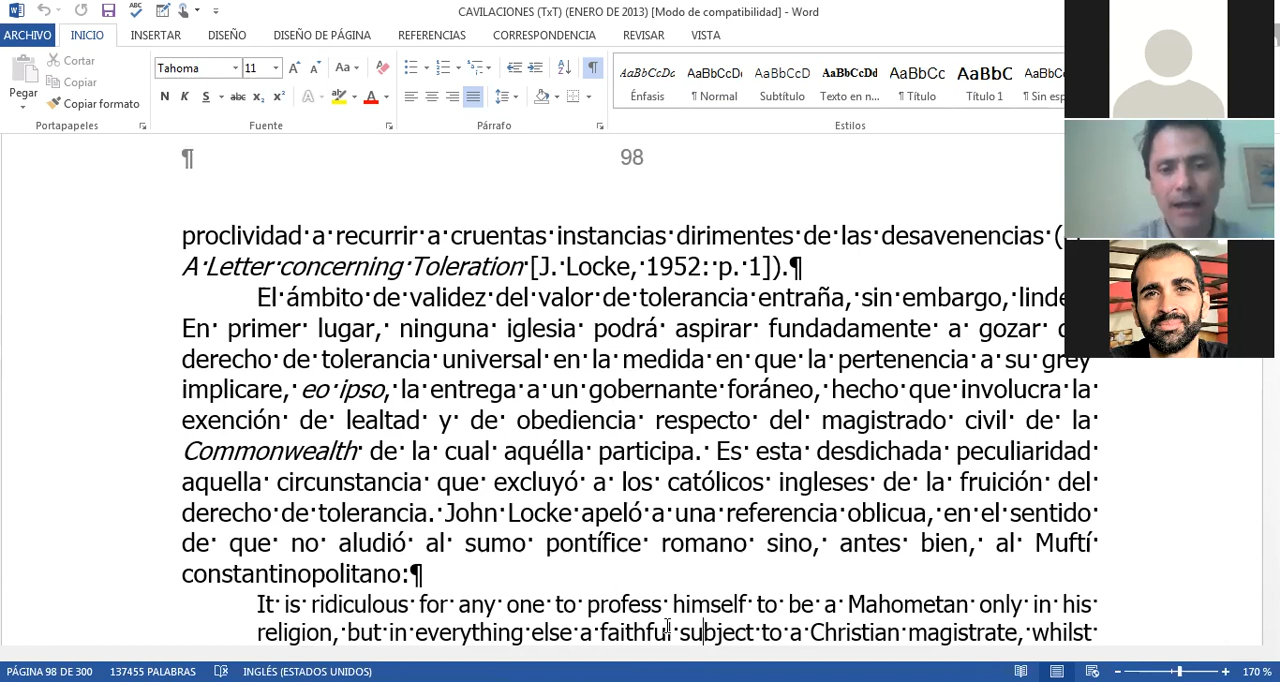 CAVILACIONES (TxT) (ENERO DE 2013) [Modo de compatibilidad] - Word
ARCHIVO INICIO INSERTAR DISEÑO DISEÑO DE PÁGINA REFERENCIAS CORRESPONDENCIA REVISAR VISTA
Pegar
Cortar
Copiar
Copiar formato
Portapapeles
Tahoma 11
N K S abc x₂ x²
Fuente
Párrafo
AaBbCcDc AaBbCcDc AaBbCcD AaBbCcDd AaBbCc AaBbC AaBbCc
Énfasis ¶ Normal Subtítulo Texto en n... ¶ Título Título 1 ¶ Sin esp
Estilos
¶ 98
proclividad a recurrir a cruentas instancias dirimentes de las desavenencias (
A Letter concerning Toleration [J. Locke, 1952: p. 1]).¶
El ámbito de validez del valor de tolerancia entraña, sin embargo,
En primer lugar, ninguna iglesia podrá aspirar fundadamente a gozar
derecho de tolerancia universal en la medida en que la pertenencia a su grey
implicare, eo ipso, la entrega a un gobernante foráneo, hecho que involucra la
exención de lealtad y de obediencia respecto del magistrado civil de la
Commonwealth de la cual aquélla participa. Es esta desdichada peculiaridad
aquella circunstancia que excluyó a los católicos ingleses de la fruición del
derecho de tolerancia. John Locke apeló a una referencia oblicua, en el sentido
de que no aludió al sumo pontífice romano sino, antes bien, al Muftí
constantinopolitano:¶
It is ridiculous for any one to profess himself to be a Mahometan only in his
religion, but in everything else a faithful subject to a Christian magistrate, whilst
PÁGINA 98 DE 300 137455 PALABRAS INGLÉS (ESTADOS UNIDOS) 170 %